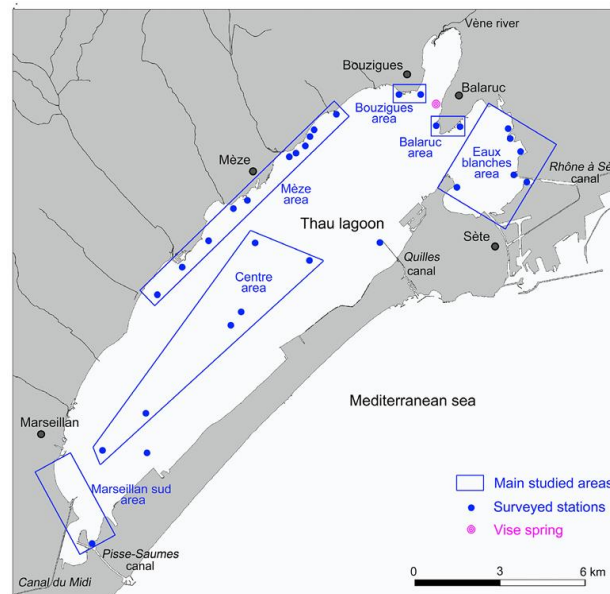 Vène river
Bouzigues
Balaruc
Bouzigues
area
Balaruc
area
Eaux
blanches
area
Rhône à Sè
canal
Mèze
Mèze
area
Thau lagoon
Sète
Quilles
canal
Centre
area
Mediterranean sea
Marseillan
Marseillan sud
area
Main studied areas
Surveyed stations
Vise spring
Pisse-Saumes
canal
Canal du Midi
0 3 6 km